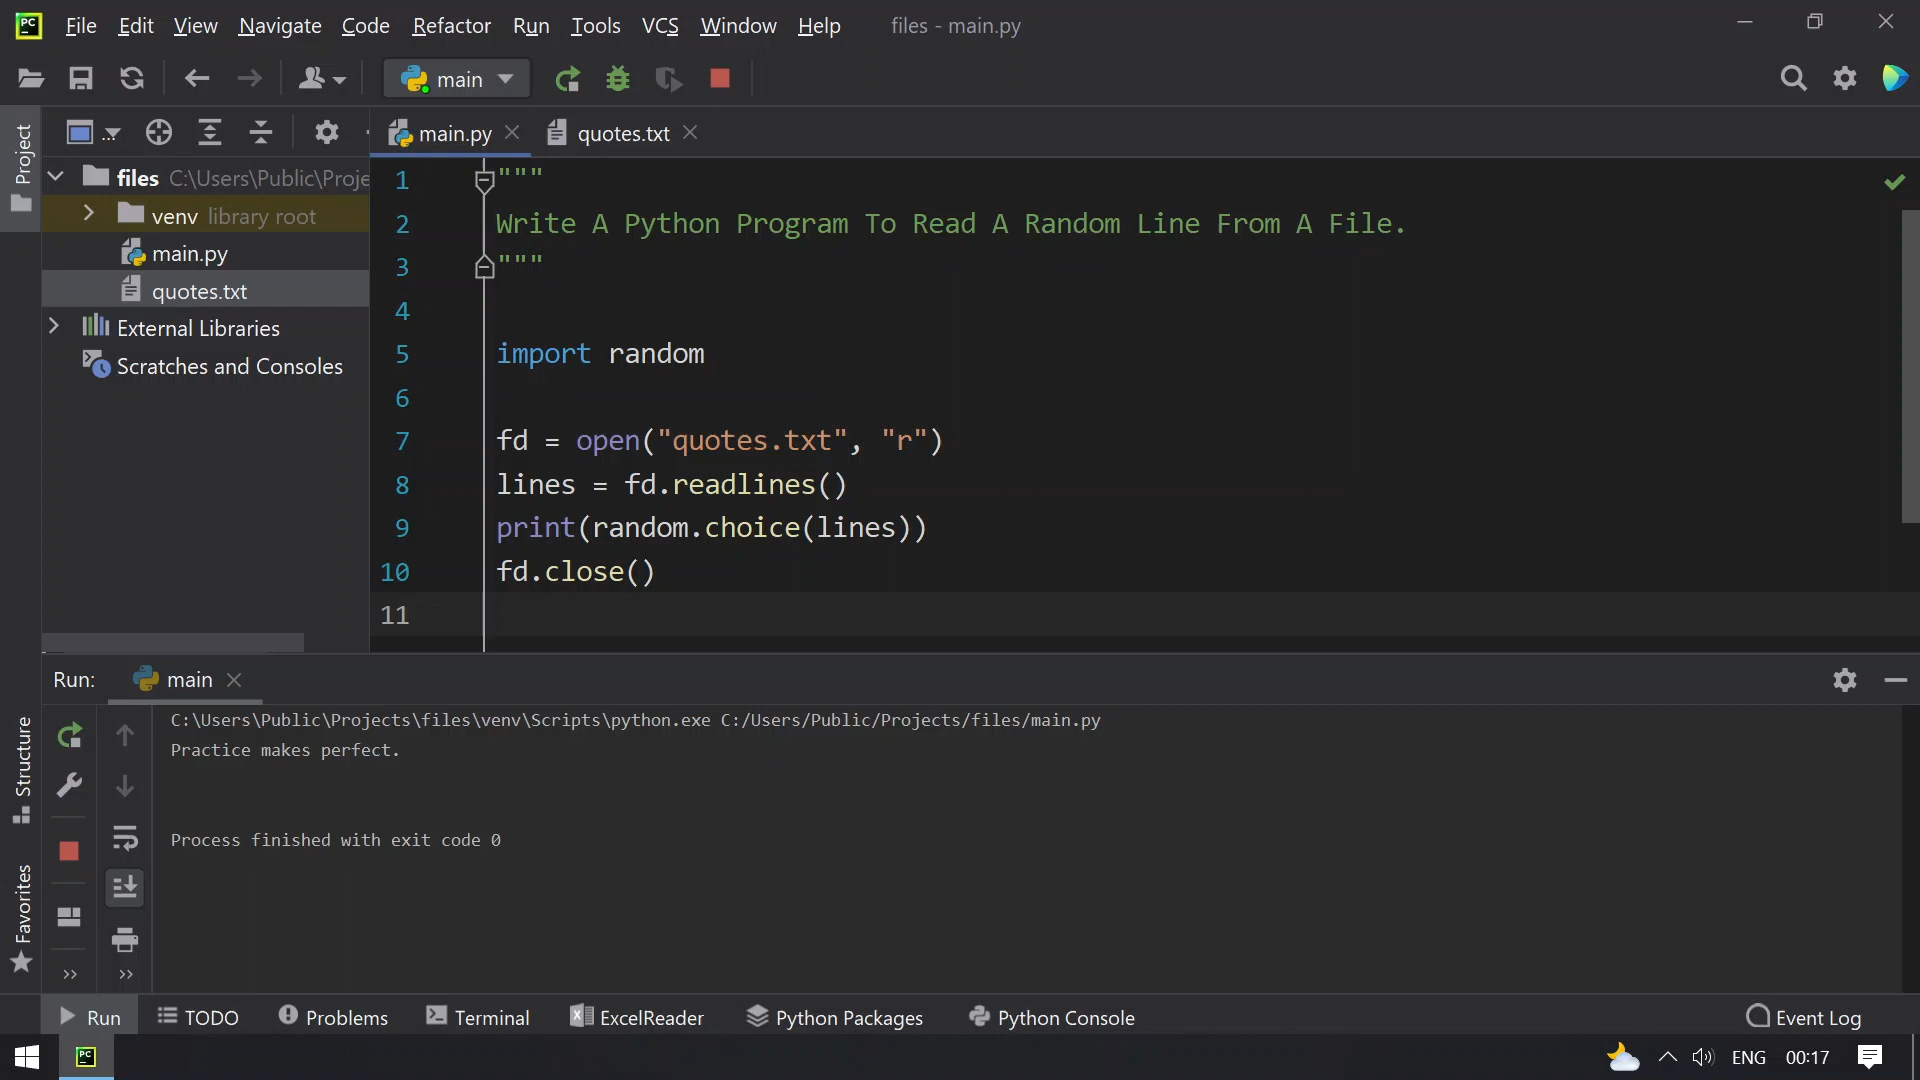 File Edit View Navigate Code Refactor Run Tools VCS Window Help files - main.py
main
Project
... main.py quotes.txt
files C:\Users\Public\Proje
venv library root
main.py
quotes.txt
External Libraries
Scratches and Consoles
1 """
2 Write A Python Program To Read A Random Line From A File.
3 """
4
5 import random
6
7 fd = open("quotes.txt", "r")
8 lines = fd.readlines()
9 print(random.choice(lines))
10 fd.close()
11
Run: main
C:\Users\Public\Projects\files\venv\Scripts\python.exe C:/Users/Public/Projects/files/main.py
Practice makes perfect.
Process finished with exit code 0
Structure
Favorites
Run TODO Problems Terminal ExcelReader Python Packages Python Console Event Log
PC ENG 00:17